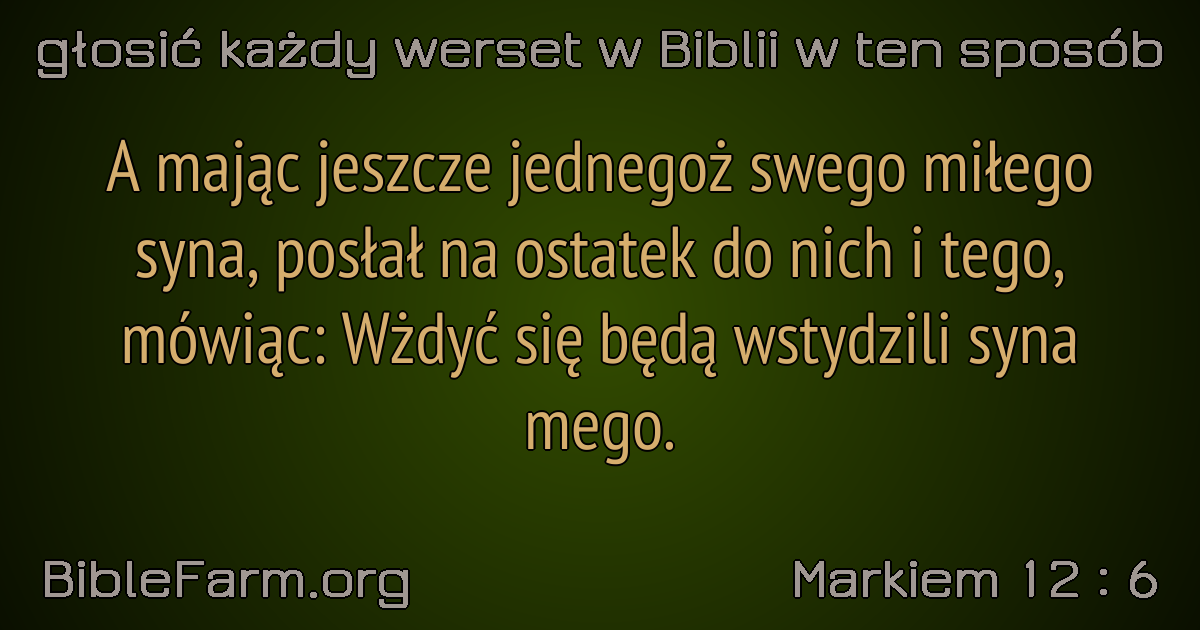 głosić każdy werset w Biblii w ten sposób
A mając jeszcze jednegoż swego miłego
syna, posłał na ostatek do nich i tego,
mówiąc: Wżdyć się będą wstydzili syna
mego.
BibleFarm.org
Markiem 12 : 6